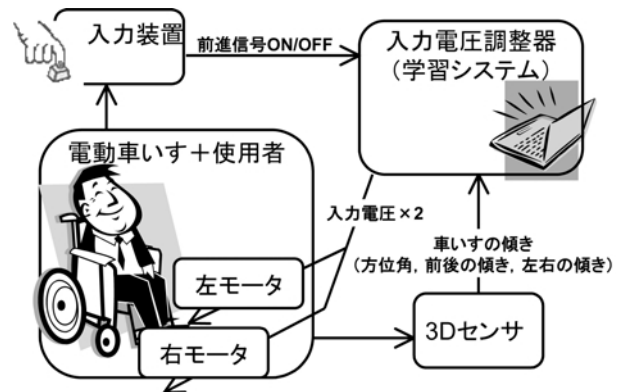 入力装置
前進信号ON/OFF
入力電圧調整器
（学習システム）
電動車いす＋使用者
入力電圧×2
車いすの傾き
（方位角，前後の傾き，左右の傾き）
左モータ
右モータ
3Dセンサ